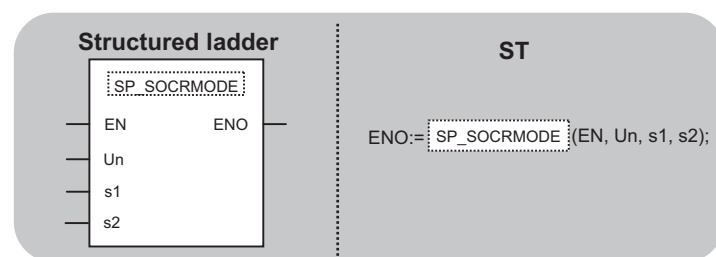 Structured ladder
SP_SOCRMODE
EN ENO
Un
s1
s2
ST
ENO:= SP_SOCRMODE (EN, Un, s1, s2);